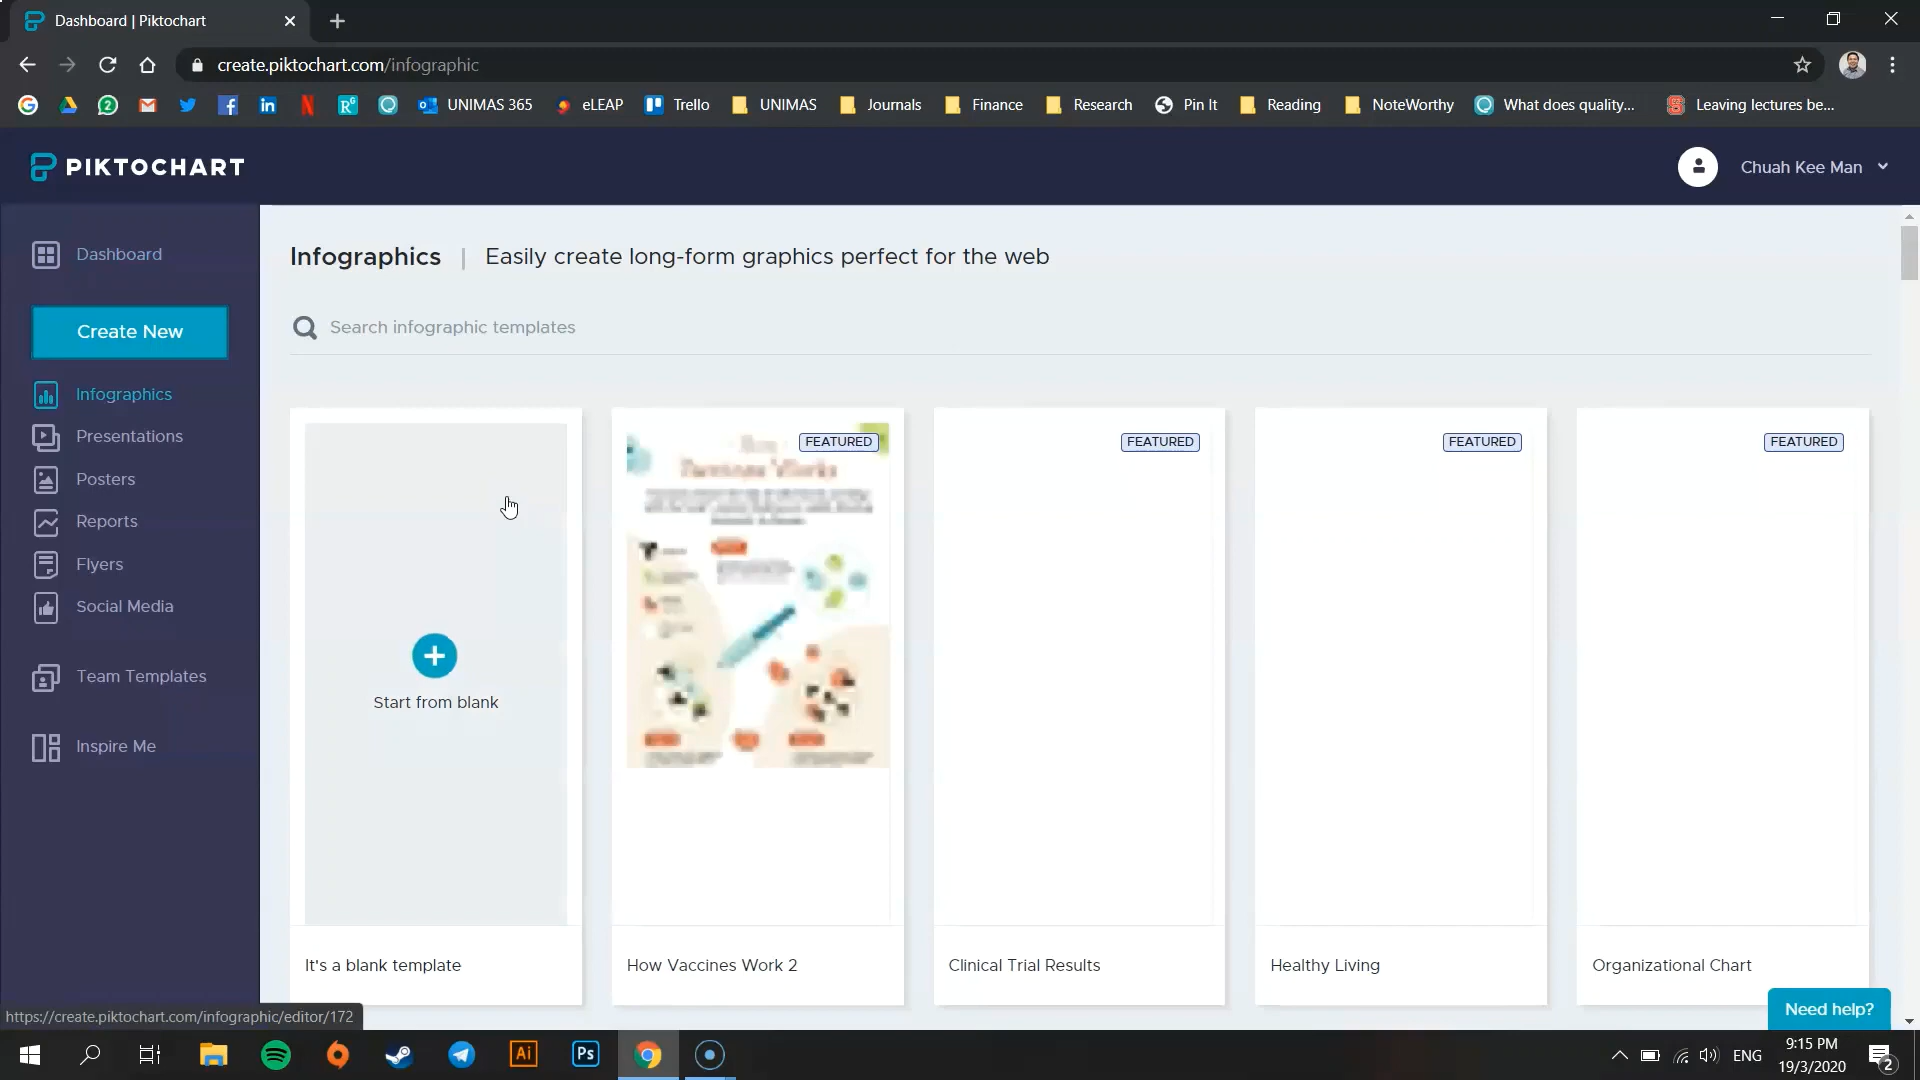 Dashboard | Piktochart
create.piktochart.com/infographic
UNIMAS 365
eLEAP
Trello
UNIMAS
Journals
Finance
Research
Pin It
Reading
NoteWorthy
What does quality...
Leaving lectures be...
PIKTOCHART
Chuah Kee Man
Dashboard
Create New
Infographics
Presentations
Posters
Reports
Flyers
Social Media
Team Templates
Inspire Me
Infographics | Easily create long-form graphics perfect for the web
Search infographic templates
Start from blank
It's a blank template
FEATURED
How Vaccines Work 2
FEATURED
Clinical Trial Results
FEATURED
Healthy Living
FEATURED
Organizational Chart
Need help?
https://create.piktochart.com/infographic/editor/172
Ai
Ps
ENG
9:15 PM
19/3/2020
2